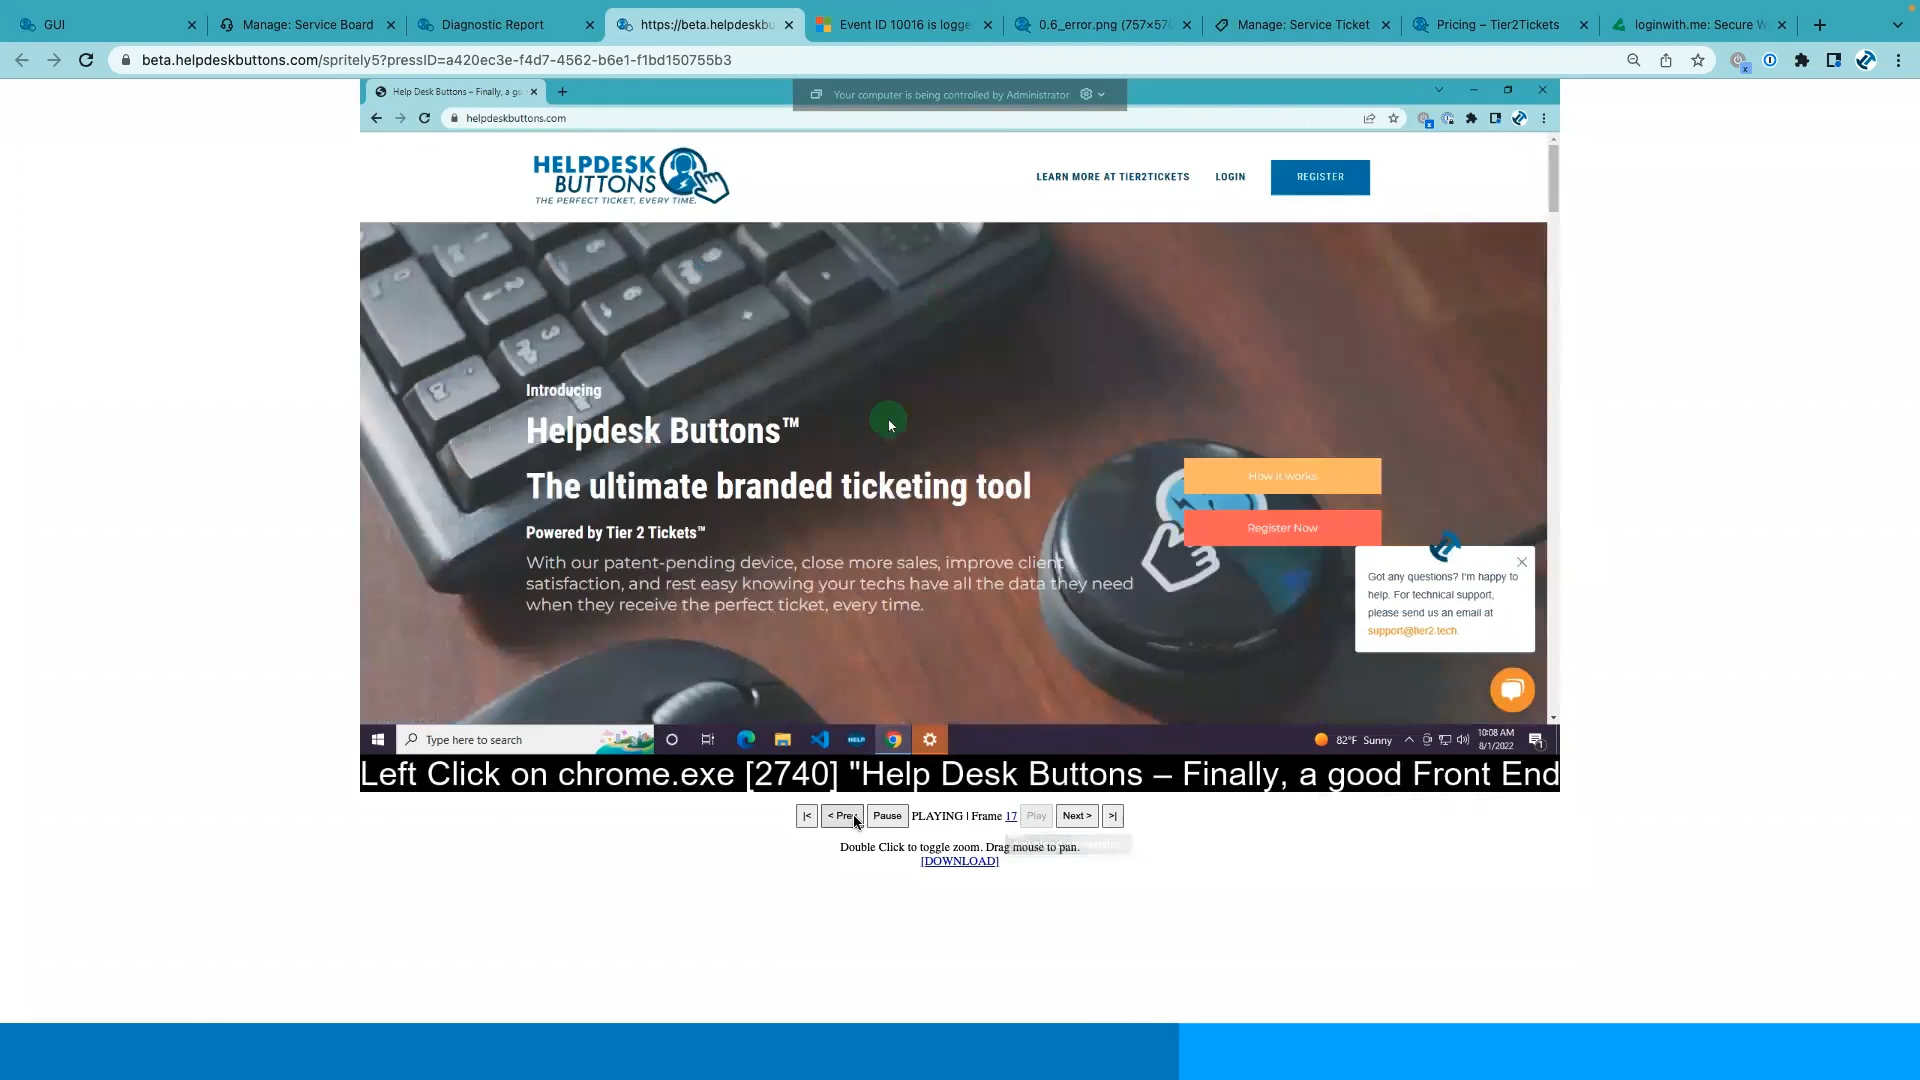 GUI
Manage: Service Board
Diagnostic Report
https://beta.helpdeskbu
Event ID 10016 is logge
0.6_error.png (757×570
Manage: Service Ticket
Pricing – Tier2Tickets
loginwith.me: Secure W
beta.helpdeskbuttons.com/spritely5?pressID=a420ec3e-f4d7-4562-b6e1-f1bd150755b3
Help Desk Buttons – Finally, a go
Your computer is being controlled by Administrator
helpdeskbuttons.com
HELPDESK
BUTTONS
THE PERFECT TICKET, EVERY TIME.
LEARN MORE AT TIER2TICKETS
LOGIN
REGISTER
Introducing
Helpdesk Buttons™
The ultimate branded ticketing tool
Powered by Tier 2 Tickets™
With our patent-pending device, close more sales, improve client
satisfaction, and rest easy knowing your techs have all the data they need
when they receive the perfect ticket, every time.
How it works
Register Now
Got any questions? I'm happy to
help. For technical support,
please send us an email at
support@tier2.tech.
Type here to search
HELP
82°F Sunny
10:08 AM
8/1/2022
1
Left Click on chrome.exe [2740] "Help Desk Buttons – Finally, a good Front End
|<
< Prev
Pause
PLAYING | Frame 17
Play
Next >
>|
Double Click to toggle zoom. Drag mouse to pan.
[DOWNLOAD]